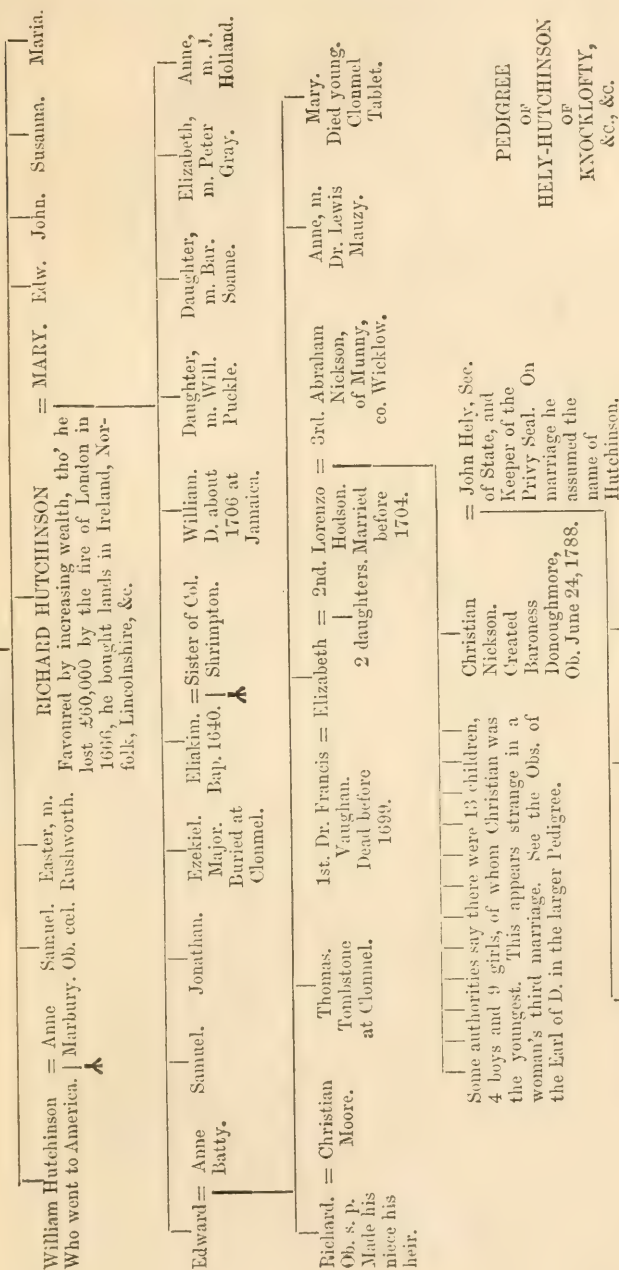 William Hutchinson = Anne
Who went to America. | Marbury.
Samuel.
Ob. cœl.
Easter, m.
Rushworth.
RICHARD HUTCHINSON = MARY.
Favoured by increasing wealth, tho' he
lost £60,000 by the fire of London in
1666, he bought lands in Ireland, Nor-
folk, Lincolnshire, &c.
Edw.
John.
Susanna.
Maria.
Edward = Anne
Batty.
Samuel.
Jonathan.
Ezekiel.
Major.
Buried at
Clonmel.
Eliakim. = Sister of Col.
Bap. 1640. | Shrimpton.
William.
D. about
1706 at
Jamaica.
Daughter,
m. Will.
Puckle.
Daughter,
m. Bar.
Soame.
Elizabeth,
m. Peter
Gray.
Anne,
m. J.
Holland.
Richard. = Christian
Ob. s. p. Moore.
Made his
niece his
heir.
Thomas.
Tombstone
at Clonmel.
1st. Dr. Francis = Elizabeth = 2nd. Lorenzo = 3rd. Abraham
Vaughan. Hodson. Nickson,
Dead before 2 daughters. Married of Munny,
1699. before co. Wicklow.
1704.
Anne, m.
Dr. Lewis
Mauzy.
Mary.
Died young.
Clonmel
Tablet.
Some authorities say there were 13 children,
4 boys and 9 girls, of whom Christian was
the youngest. This appears strange in a
woman's third marriage. See the Obs. of
the Earl of D. in the larger Pedigree.
Christian = John Hely, Sec.
Nickson. of State, and
Created Keeper of the
Baroness Privy Seal. On
Donoughmore, marriage he
Ob. June 24, 1788. assumed the
name of
Hutchinson.
PEDIGREE
OF
HELY-HUTCHINSON
OF
KNOCKLOFTY,
&c., &c.